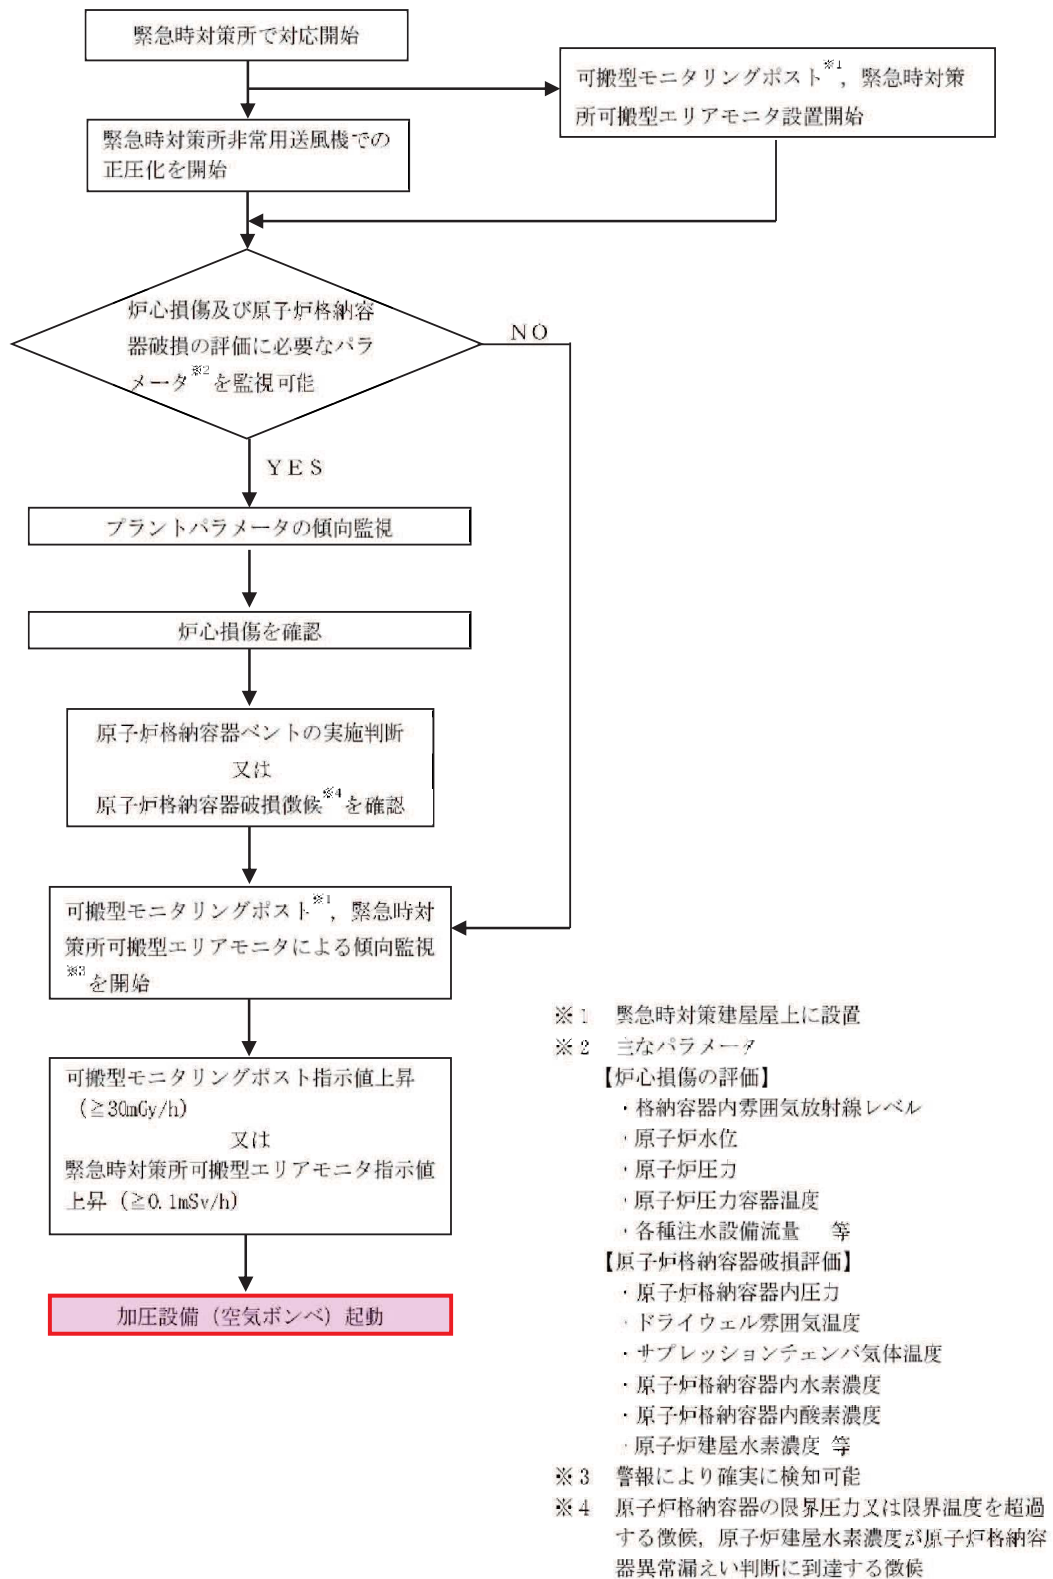 緊急時対策所で対応開始
可搬型モニタリングポスト※1，緊急時対策
所可搬型エリアモニタ設置開始
緊急時対策所非常用送風機での
正圧化を開始
炉心損傷及び原子炉格納容
器破損の評価に必要なパラ
メータ※2を監視可能
NO
YES
プラントパラメータの傾向監視
炉心損傷を確認
原子炉格納容器ベントの実施判断
又は
原子炉格納容器破損徴候※4を確認
可搬型モニタリングポスト※1，緊急時対
策所可搬型エリアモニタによる傾向監視
※3を開始
可搬型モニタリングポスト指示値上昇
（≧30mGy/h）
又は
緊急時対策所可搬型エリアモニタ指示値
上昇（≧0.1mSv/h）
加圧設備（空気ボンベ）起動
※1 緊急時対策建屋屋上に設置
※2 主なパラメータ
【炉心損傷の評価】
・格納容器内雰囲気放射線レベル
・原子炉水位
・原子炉圧力
・原子炉圧力容器温度
・各種注水設備流量 等
【原子炉格納容器破損評価】
・原子炉格納容器内圧力
・ドライウェル雰囲気温度
・サプレッションチェンバ気体温度
・原子炉格納容器内水素濃度
・原子炉格納容器内酸素濃度
・原子炉建屋水素濃度 等
※3 警報により確実に検知可能
※4 原子炉格納容器の限界圧力又は限界温度を超過
する徴候，原子炉建屋水素濃度が原子炉格納容
器異常漏えい判断に到達する徴候